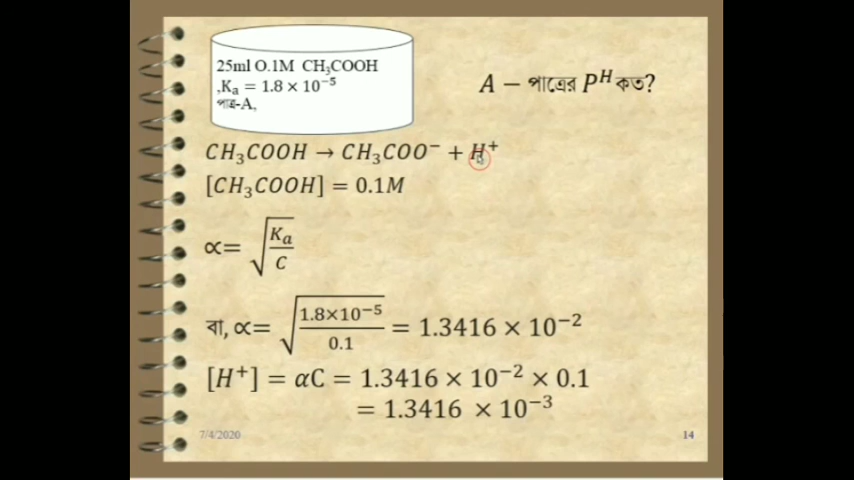 25ml O.1M CH₃COOH
,Kₐ = 1.8 × 10⁻⁵
পাত্র-A,
A − পাত্রের Pᴴ কত?
CH₃COOH → CH₃COO⁻ + H⁺
[CH₃COOH] = 0.1M
∝= √(Kₐ/C)
বা, ∝= √(1.8×10⁻⁵/0.1) = 1.3416 × 10⁻²
[H⁺] = αC = 1.3416 × 10⁻² × 0.1
= 1.3416 × 10⁻³
7/4/2020
14